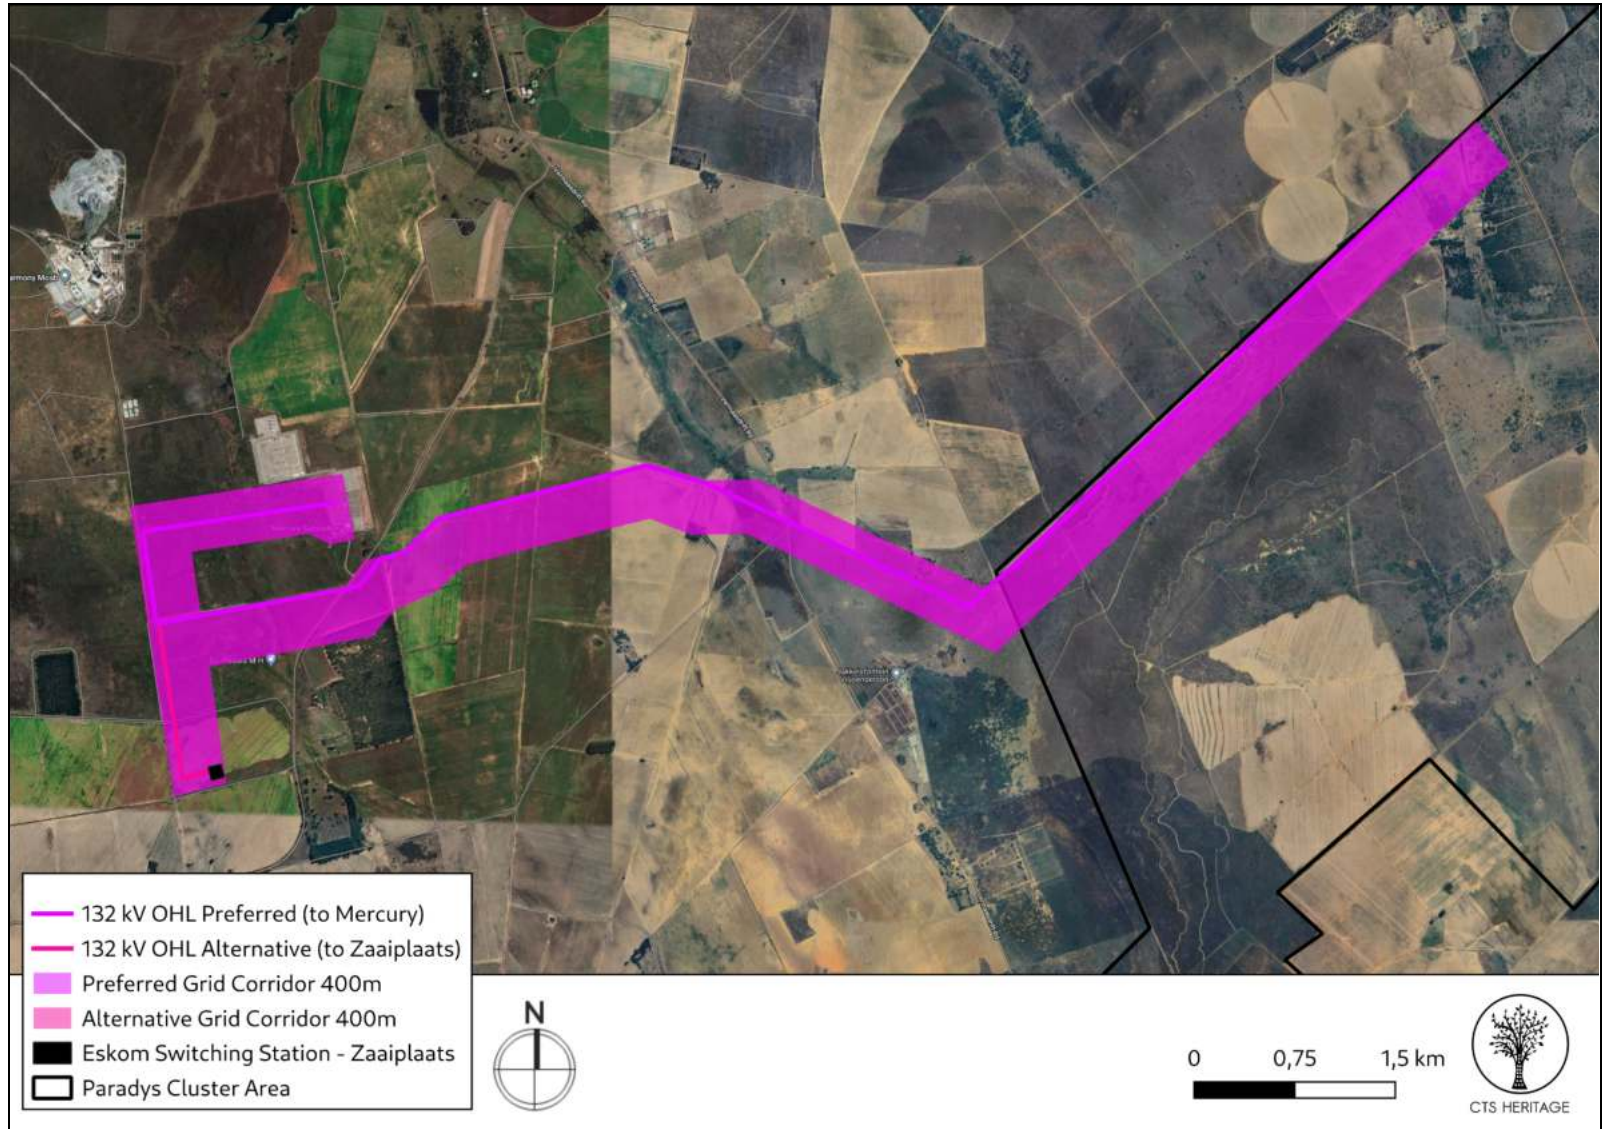 132 kV OHL Preferred (to Mercury)
132 kV OHL Alternative (to Zaaiplaats)
Preferred Grid Corridor 400m
Alternative Grid Corridor 400m
Eskom Switching Station - Zaaiplaats
Paradys Cluster Area
N
0 0,75 1,5 km
CTS HERITAGE